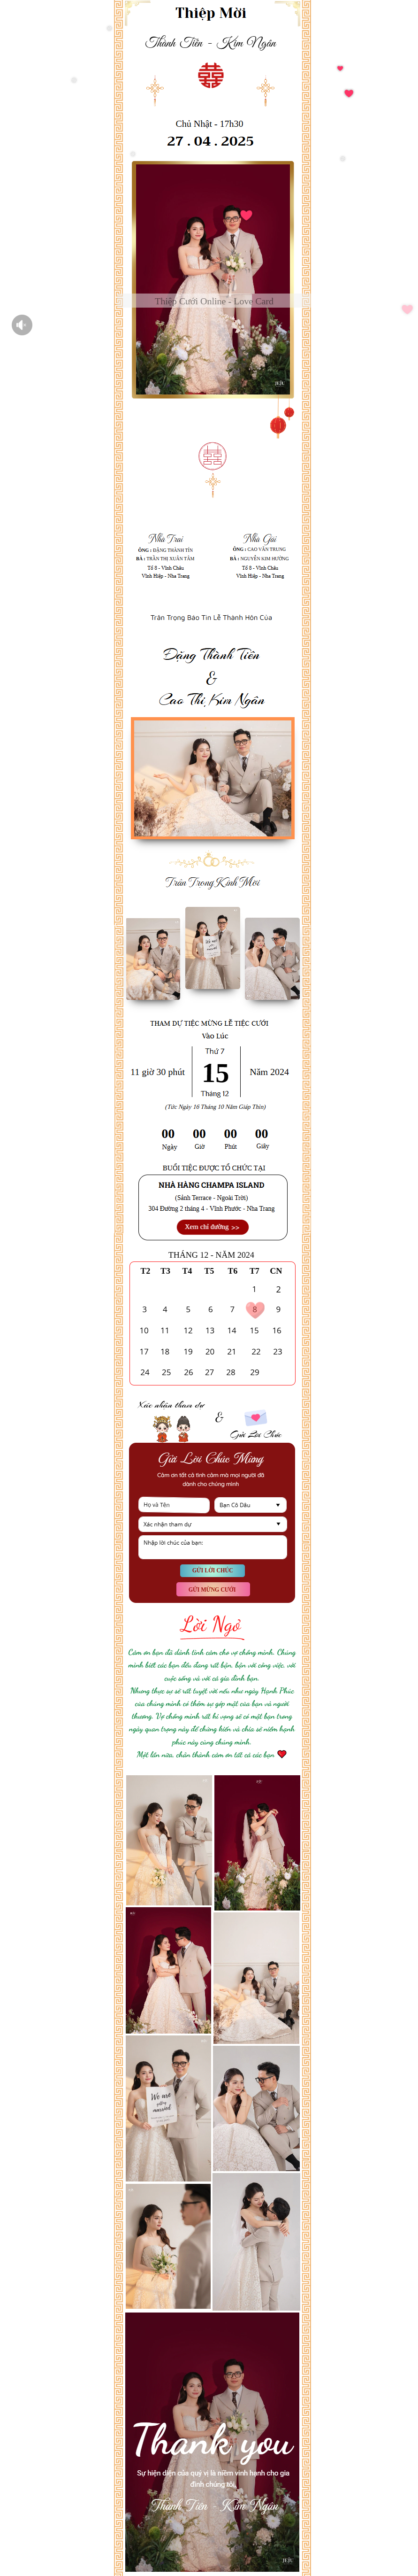 Thiệp Mời
Thành Tiến - Kim Ngân
Chủ Nhật - 17h30
27 . 04 . 2025
Thiệp Cưới Online - Love Card
Nhà Trai
Nhà Gái
ÔNG : ĐẶNG THÀNH TÍN
ÔNG : CAO VĂN TRUNG
BÀ : TRẦN THỊ XUÂN TÂM
BÀ : NGUYỄN KIM HƯỜNG
Tổ 8 - Vĩnh Châu
Tổ 8 - Vĩnh Châu
Vĩnh Hiệp - Nha Trang
Vĩnh Hiệp - Nha Trang
Trân Trọng Báo Tin Lễ Thành Hôn Của
Đặng Thành Tiến
&
Cao Thị Kim Ngân
Trân Trọng Kính Mời
We are
getting
married
THAM DỰ TIỆC MỪNG LỄ TIỆC CƯỚI
Vào Lúc
Thứ 7
11 giờ 30 phút
15
Năm 2024
Tháng 12
(Tức Ngày 16 Tháng 10 Năm Giáp Thìn)
00 00 00 00
Ngày Giờ Phút Giây
BUỔI TIỆC ĐƯỢC TỔ CHỨC TẠI
NHÀ HÀNG CHAMPA ISLAND
(Sảnh Terrace - Ngoài Trời)
304 Đường 2 tháng 4 - Vĩnh Phước - Nha Trang
Xem chỉ đường >>
THÁNG 12 - NĂM 2024
T2 T3 T4 T5 T6 T7 CN
1 2
3 4 5 6 7 8 9
10 11 12 13 14 15 16
17 18 19 20 21 22 23
24 25 26 27 28 29
Xác nhận tham dự
&
Gửi Lời Chúc
Gửi Lời Chúc Mừng
Cảm ơn tất cả tình cảm mà mọi người đã
dành cho chúng mình
Họ và Tên
Bạn Cô Dâu
Xác nhận tham dự
Nhập lời chúc của bạn:
GỬI LỜI CHÚC
GỬI MỪNG CƯỚI
Lời Ngỏ
Cảm ơn bạn đã dành tình cảm cho vợ chồng mình. Chúng
mình biết các bạn đều đang rất bận, bận với công việc, với
cuộc sống và với cả gia đình bạn.
Nhưng thực sự sẽ rất tuyệt vời nếu như ngày Hạnh Phúc
của chúng mình có thêm sự góp mặt của bạn và người
thương. Vợ chồng mình rất hi vọng sẽ có mặt bạn trong
ngày quan trọng này để chứng kiến và chia sẻ niềm hạnh
phúc này cùng chúng mình.
Một lần nữa, chân thành cảm ơn tất cả các bạn
We are
getting
married
Thank you
Sự hiện diện của quý vị là niềm vinh hạnh cho gia
đình chúng tôi
Thành Tiến - Kim Ngân